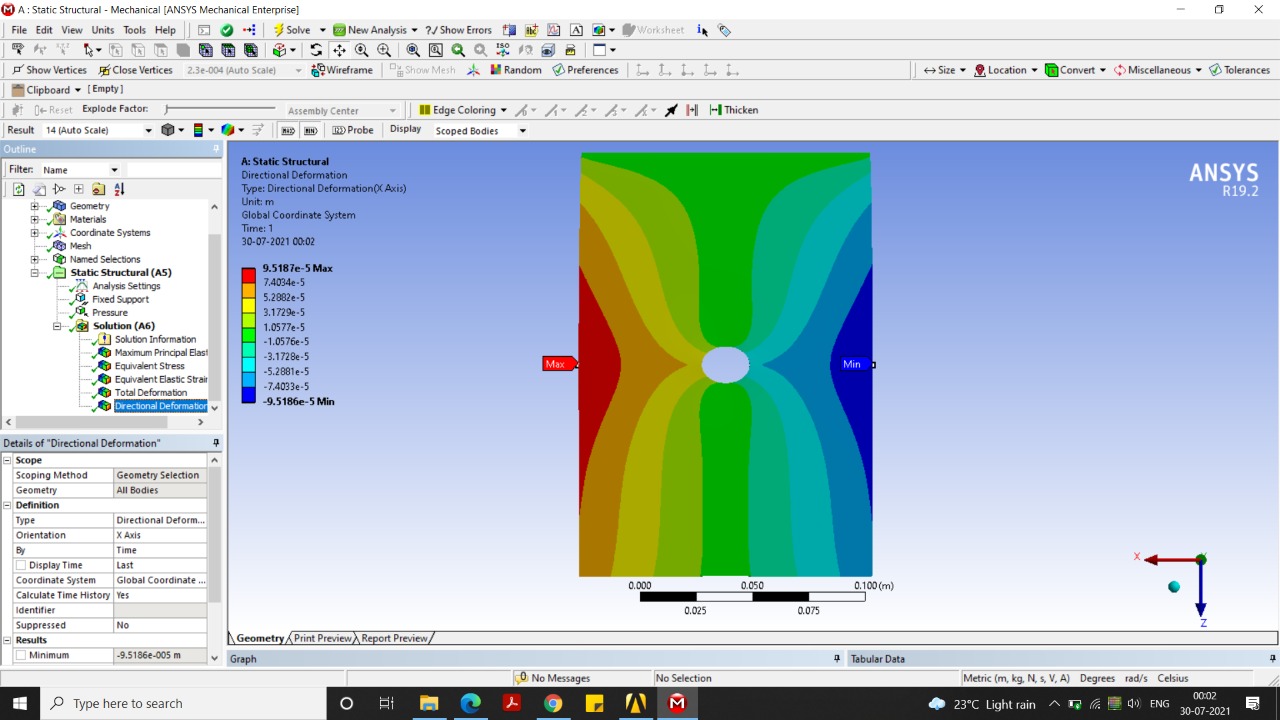 A : Static Structural - Mechanical [ANSYS Mechanical Enterprise]
File Edit View Units Tools Help Solve New Analysis ?/ Show Errors Worksheet
Show Vertices Close Vertices 2.3e-004 (Auto Scale) Wireframe Show Mesh Random Preferences Size Location Convert Miscellaneous Tolerances
Clipboard [ Empty ]
Reset Explode Factor: Assembly Center Edge Coloring Thicken
Result 14 (Auto Scale) MAX MIN Probe Display Scoped Bodies
Outline
Filter: Name
Geometry
Materials
Coordinate Systems
Mesh
Named Selections
Static Structural (A5)
Analysis Settings
Fixed Support
Pressure
Solution (A6)
Solution Information
Maximum Principal Elast
Equivalent Stress
Equivalent Elastic Strain
Total Deformation
Directional Deformation
Details of "Directional Deformation"
Scope
Scoping Method Geometry Selection
Geometry All Bodies
Definition
Type Directional Deform...
Orientation X Axis
By Time
Display Time Last
Coordinate System Global Coordinate ...
Calculate Time History Yes
Identifier
Suppressed No
Results
Minimum -9.5186e-005 m
A: Static Structural
Directional Deformation
Type: Directional Deformation(X Axis)
Unit: m
Global Coordinate System
Time: 1
30-07-2021 00:02
9.5187e-5 Max
7.4034e-5
5.2882e-5
3.1729e-5
1.0577e-5
-1.0576e-5
-3.1728e-5
-5.2881e-5
-7.4033e-5
-9.5186e-5 Min
ANSYS
R19.2
Max
Min
0.000 0.050 0.100 (m)
0.025 0.075
X
Y
Z
Geometry Print Preview Report Preview
Graph Tabular Data
No Messages No Selection Metric (m, kg, N, s, V, A) Degrees rad/s Celsius
Type here to search 23°C Light rain ENG 00:02
30-07-2021